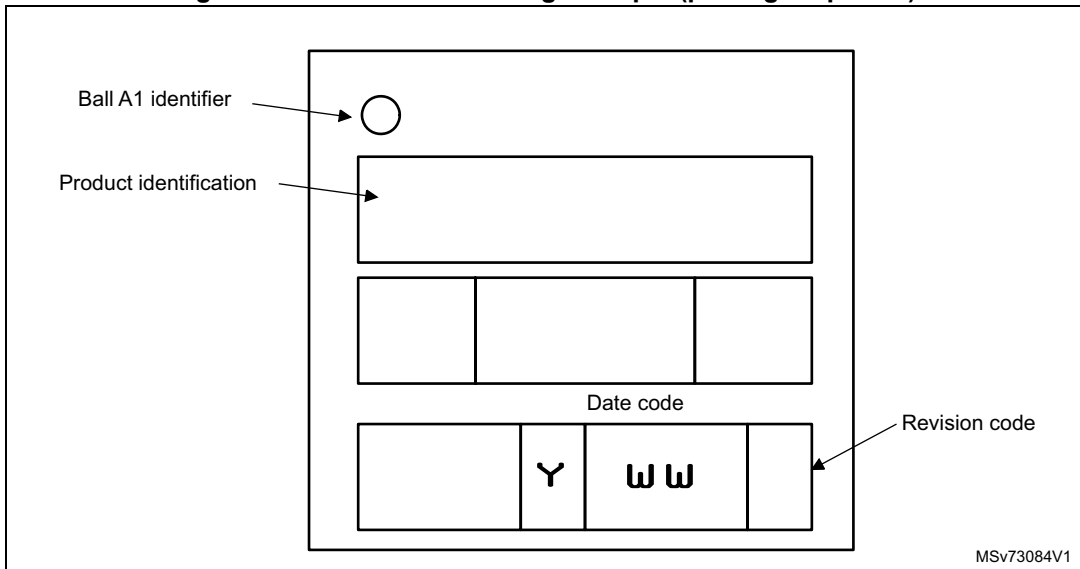 Ball A1 identifier
Product identification
Date code
Revision code
Y WW
MSv73084V1